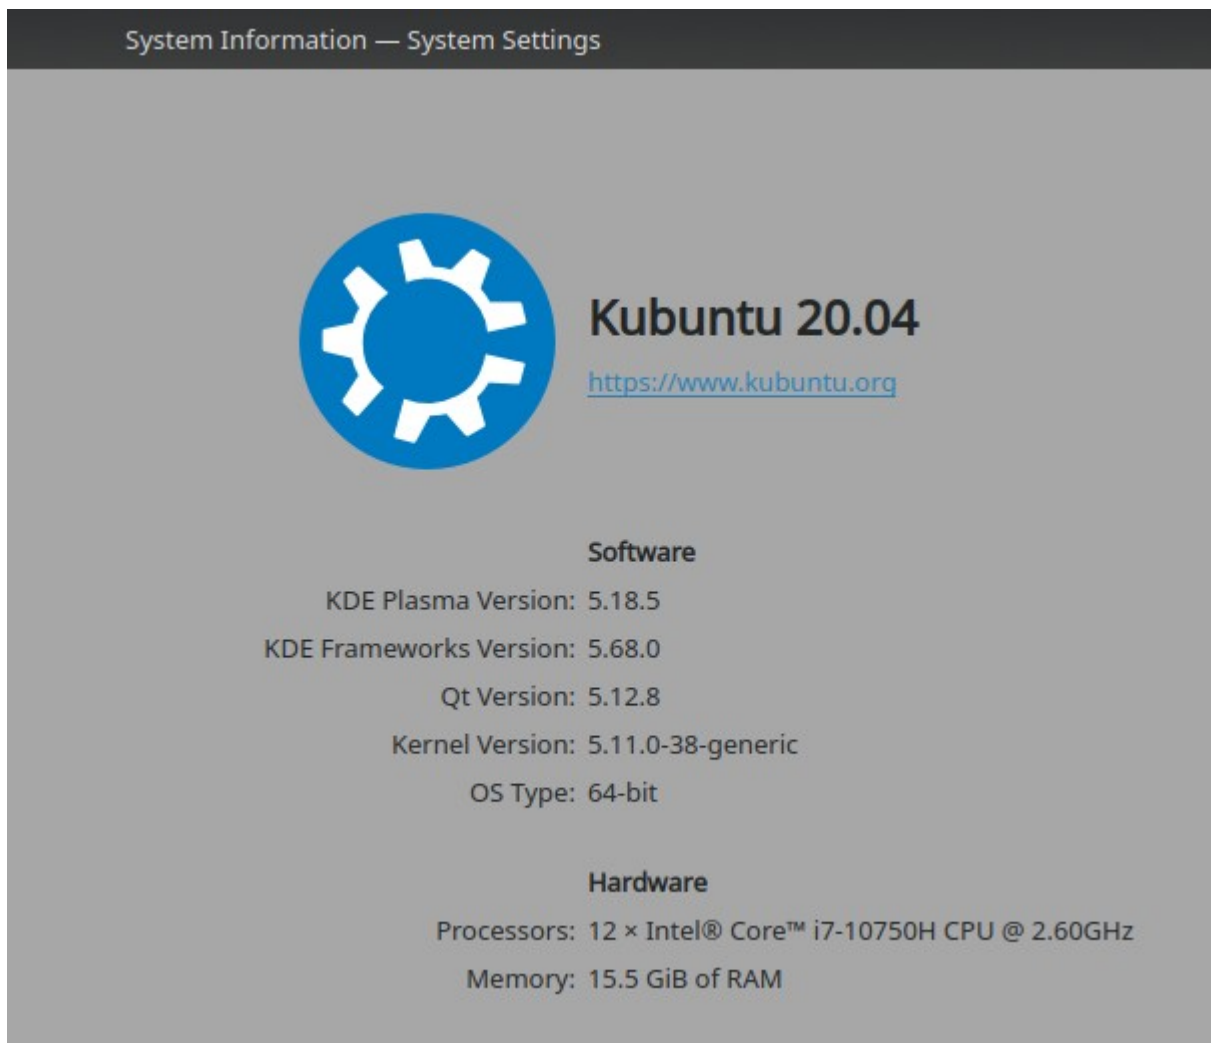 System Information — System Settings
Kubuntu 20.04
https://www.kubuntu.org
Software
KDE Plasma Version: 5.18.5
KDE Frameworks Version: 5.68.0
Qt Version: 5.12.8
Kernel Version: 5.11.0-38-generic
OS Type: 64-bit
Hardware
Processors: 12 × Intel® Core™ i7-10750H CPU @ 2.60GHz
Memory: 15.5 GiB of RAM